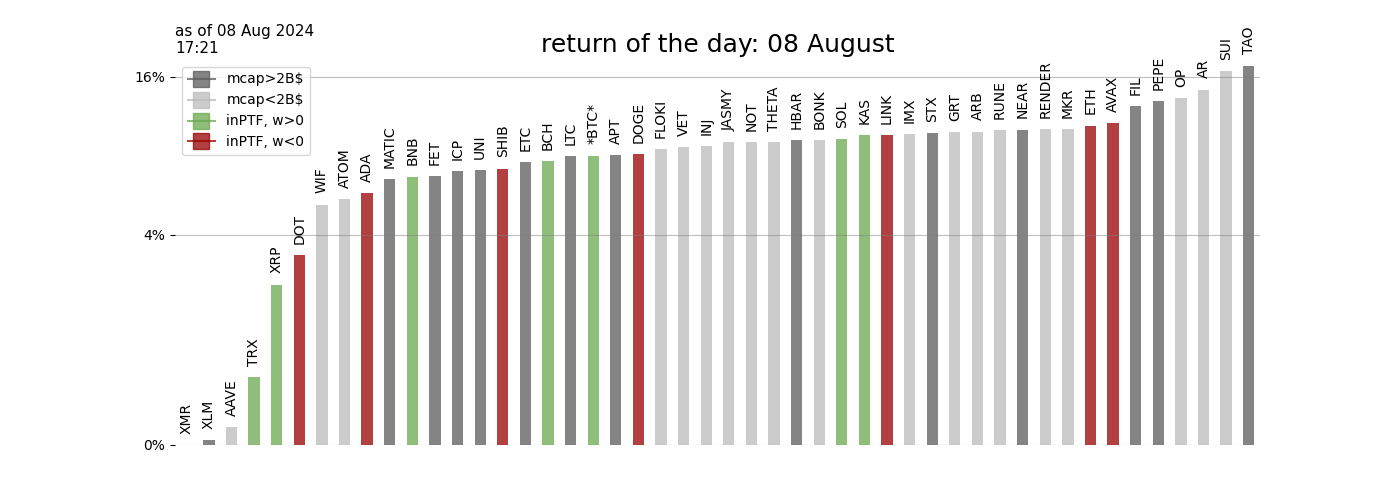 as of 08 Aug 2024
17:21
return of the day: 08 August
mcap>2B$
mcap<2B$
inPTF, w>0
inPTF, w<0
16%
4%
0%
XMR
XLM
AAVE
TRX
XRP
DOT
WIF
ATOM
ADA
MATIC
BNB
FET
ICP
UNI
SHIB
ETC
BCH
LTC
*BTC*
APT
DOGE
FLOKI
VET
INJ
JASMY
NOT
THETA
HBAR
BONK
SOL
KAS
LINK
IMX
STX
GRT
ARB
RUNE
NEAR
RENDER
MKR
ETH
AVAX
FIL
PEPE
OP
AR
SUI
TAO